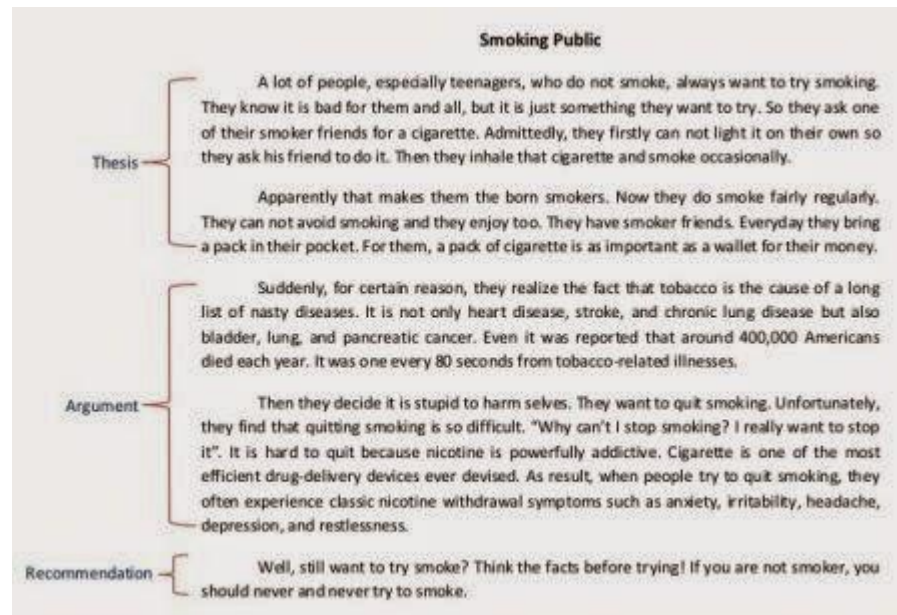 Smoking Public
A lot of people, especially teenagers, who do not smoke, always want to try smoking.
They know it is bad for them and all, but it is just something they want to try. So they ask one
of their smoker friends for a cigarette. Admittedly, they firstly can not light it on their own so
they ask his friend to do it. Then they inhale that cigarette and smoke occasionally.
Thesis
Apparently that makes them the born smokers. Now they do smoke fairly regularly.
They can not avoid smoking and they enjoy too. They have smoker friends. Everyday they bring
a pack in their pocket. For them, a pack of cigarette is as important as a wallet for their money.
Suddenly, for certain reason, they realize the fact that tobacco is the cause of a long
list of nasty diseases. It is not only heart disease, stroke, and chronic lung disease but also
bladder, lung, and pancreatic cancer. Even it was reported that around 400,000 Americans
died each year. It was one every 80 seconds from tobacco-related illnesses.
Argument
Then they decide it is stupid to harm selves. They want to quit smoking. Unfortunately,
they find that quitting smoking is so difficult. "Why can't I stop smoking? I really want to stop
it". It is hard to quit because nicotine is powerfully addictive. Cigarette is one of the most
efficient drug-delivery devices ever devised. As result, when people try to quit smoking, they
often experience classic nicotine withdrawal symptoms such as anxiety, irritability, headache,
depression, and restlessness.
Recommendation
Well, still want to try smoke? Think the facts before trying! If you are not smoker, you
should never and never try to smoke.